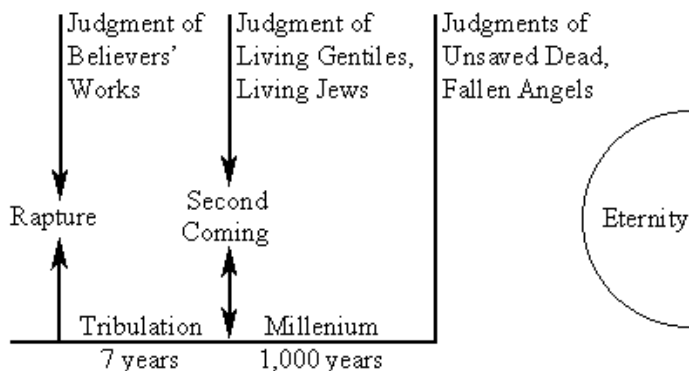 Judgment of
Believers'
Works
Judgment of
Living Gentiles,
Living Jews
Judgments of
Unsaved Dead,
Fallen Angels
Rapture
Second
Coming
Eternity
Tribulation
7 years
Millenium
1,000 years